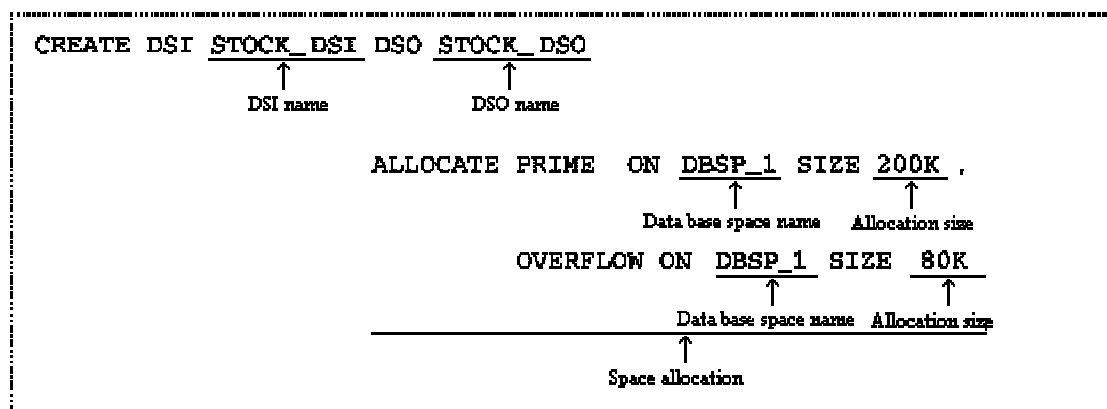 CREATE DSI STOCK_DSI DSO STOCK_DSO
DSI name DSO name
ALLOCATE PRIME ON DBSP_1 SIZE 200K ,
Data base space name Allocation size
OVERFLOW ON DBSP_1 SIZE 80K
Data base space name Allocation size
Space allocation